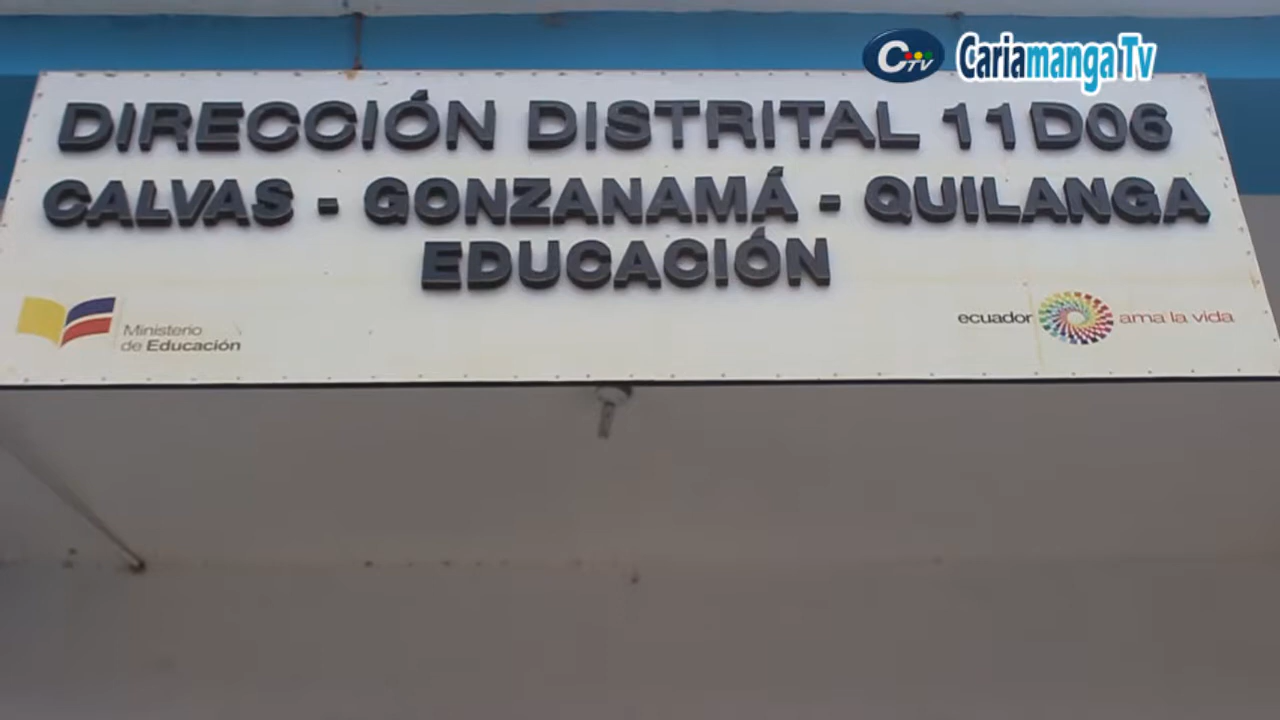 CTV Cariamanga Tv
DIRECCIÓN DISTRITAL 11D06
CALVAS - GONZANAMÁ - QUILANGA
EDUCACIÓN
Ministerio
de Educación
ecuador ama la vida